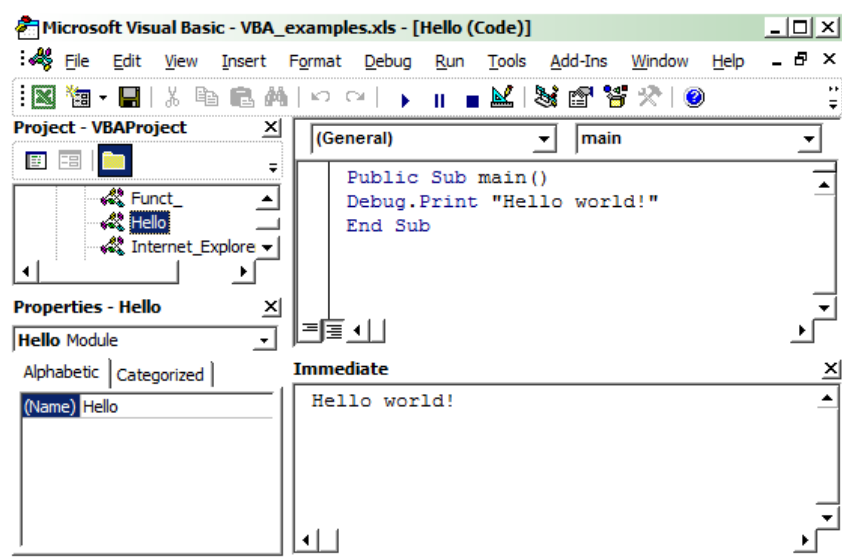 Microsoft Visual Basic - VBA_examples.xls - [Hello (Code)]
File Edit View Insert Format Debug Run Tools Add-Ins Window Help
Project - VBAProject
Funct_
Hello
Internet_Explore
Properties - Hello
Hello Module
Alphabetic Categorized
(Name) Hello
(General) main
Public Sub main()
Debug.Print "Hello world!"
End Sub
Immediate
Hello world!